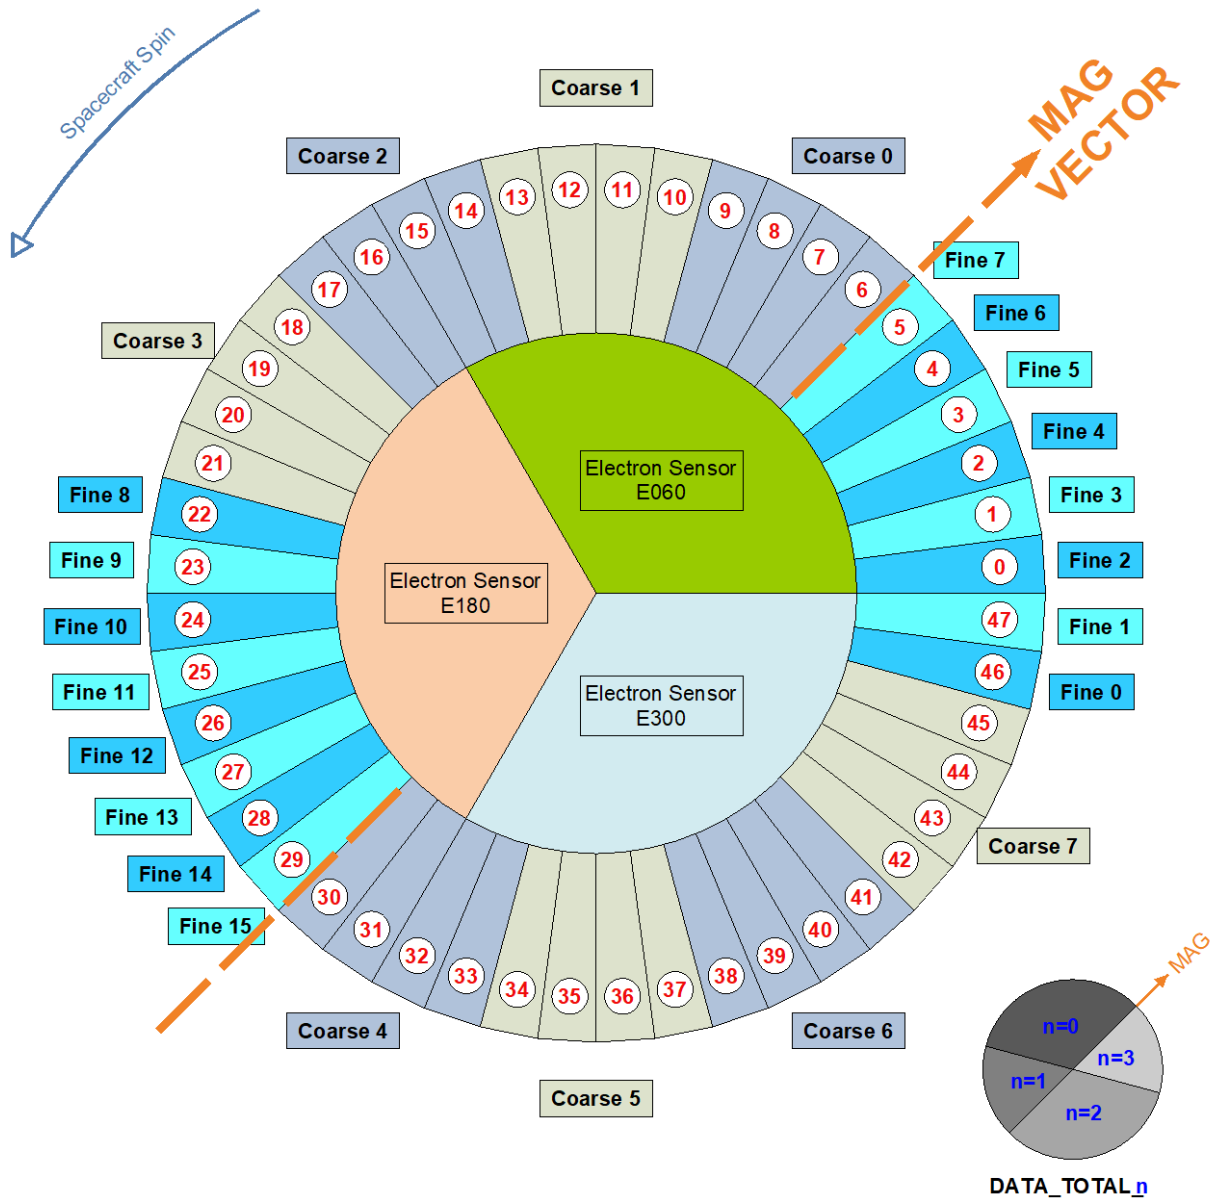 Spacecraft Spin
MAG
VECTOR
Coarse 1
Coarse 2
Coarse 0
13
12
11
10
14
9
15
8
16
7
17
6
Fine 7
18
5
Fine 6
Coarse 3
19
4
Fine 5
20
3
Fine 4
21
2
Electron Sensor
E060
Fine 8
22
1
Fine 3
Fine 9
23
0
Fine 2
Electron Sensor
E180
Fine 10
24
47
Fine 1
Fine 11
25
46
Fine 0
Electron Sensor
E300
26
45
Fine 12
27
44
Fine 13
28
43
Coarse 7
Fine 14
29
42
30
41
Fine 15
31
40
32
39
33
38
34
35
36
37
Coarse 4
Coarse 6
Coarse 5
MAG
n=0
n=3
n=1
n=2
DATA_TOTAL_n